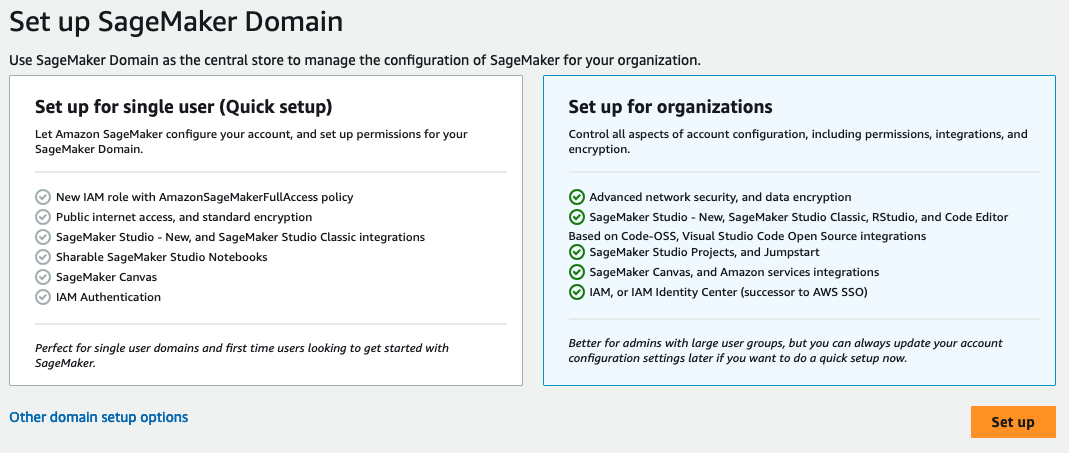 Set up SageMaker Domain
Use SageMaker Domain as the central store to manage the configuration of SageMaker for your organization.
Set up for single user (Quick setup)
Let Amazon SageMaker configure your account, and set up permissions for your
SageMaker Domain.
New IAM role with AmazonSageMakerFullAccess policy
Public internet access, and standard encryption
SageMaker Studio - New, and SageMaker Studio Classic integrations
Sharable SageMaker Studio Notebooks
SageMaker Canvas
IAM Authentication
Perfect for single user domains and first time users looking to get started with
SageMaker.
Set up for organizations
Control all aspects of account configuration, including permissions, integrations, and
encryption.
Advanced network security, and data encryption
SageMaker Studio - New, SageMaker Studio Classic, RStudio, and Code Editor
Based on Code-OSS, Visual Studio Code Open Source integrations
SageMaker Studio Projects, and Jumpstart
SageMaker Canvas, and Amazon services integrations
IAM, or IAM Identity Center (successor to AWS SSO)
Better for admins with large user groups, but you can always update your account
configuration settings later if you want to do a quick setup now.
Other domain setup options
Set up